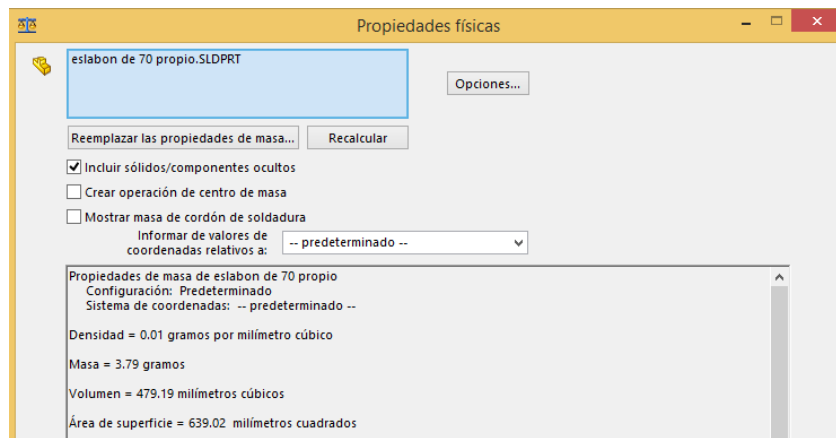 Propiedades físicas
eslabon de 70 propio.SLDPRT
Opciones...
Reemplazar las propiedades de masa...
Recalcular
Incluir sólidos/componentes ocultos
Crear operación de centro de masa
Mostrar masa de cordón de soldadura
Informar de valores de
coordenadas relativos a:
-- predeterminado --
Propiedades de masa de eslabon de 70 propio
Configuración: Predeterminado
Sistema de coordenadas: -- predeterminado --
Densidad = 0.01 gramos por milímetro cúbico
Masa = 3.79 gramos
Volumen = 479.19 milímetros cúbicos
Área de superficie = 639.02 milímetros cuadrados